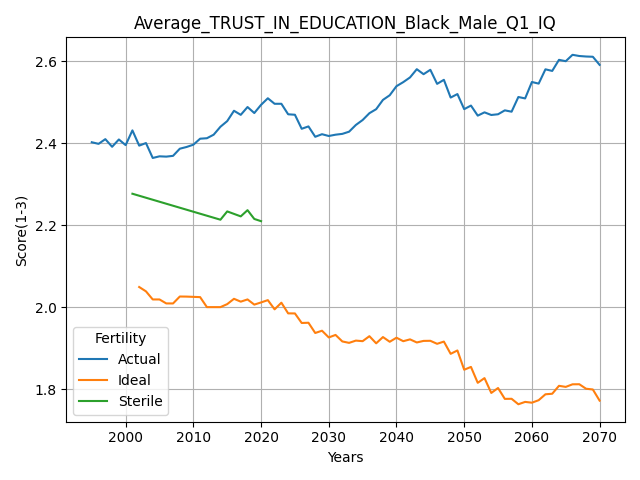 Average_TRUST_IN_EDUCATION_Black_Male_Q1_IQ
Score(1-3)
2.6
2.4
2.2
2.0
1.8
Fertility
Actual
Ideal
Sterile
2000 2010 2020 2030 2040 2050 2060 2070
Years